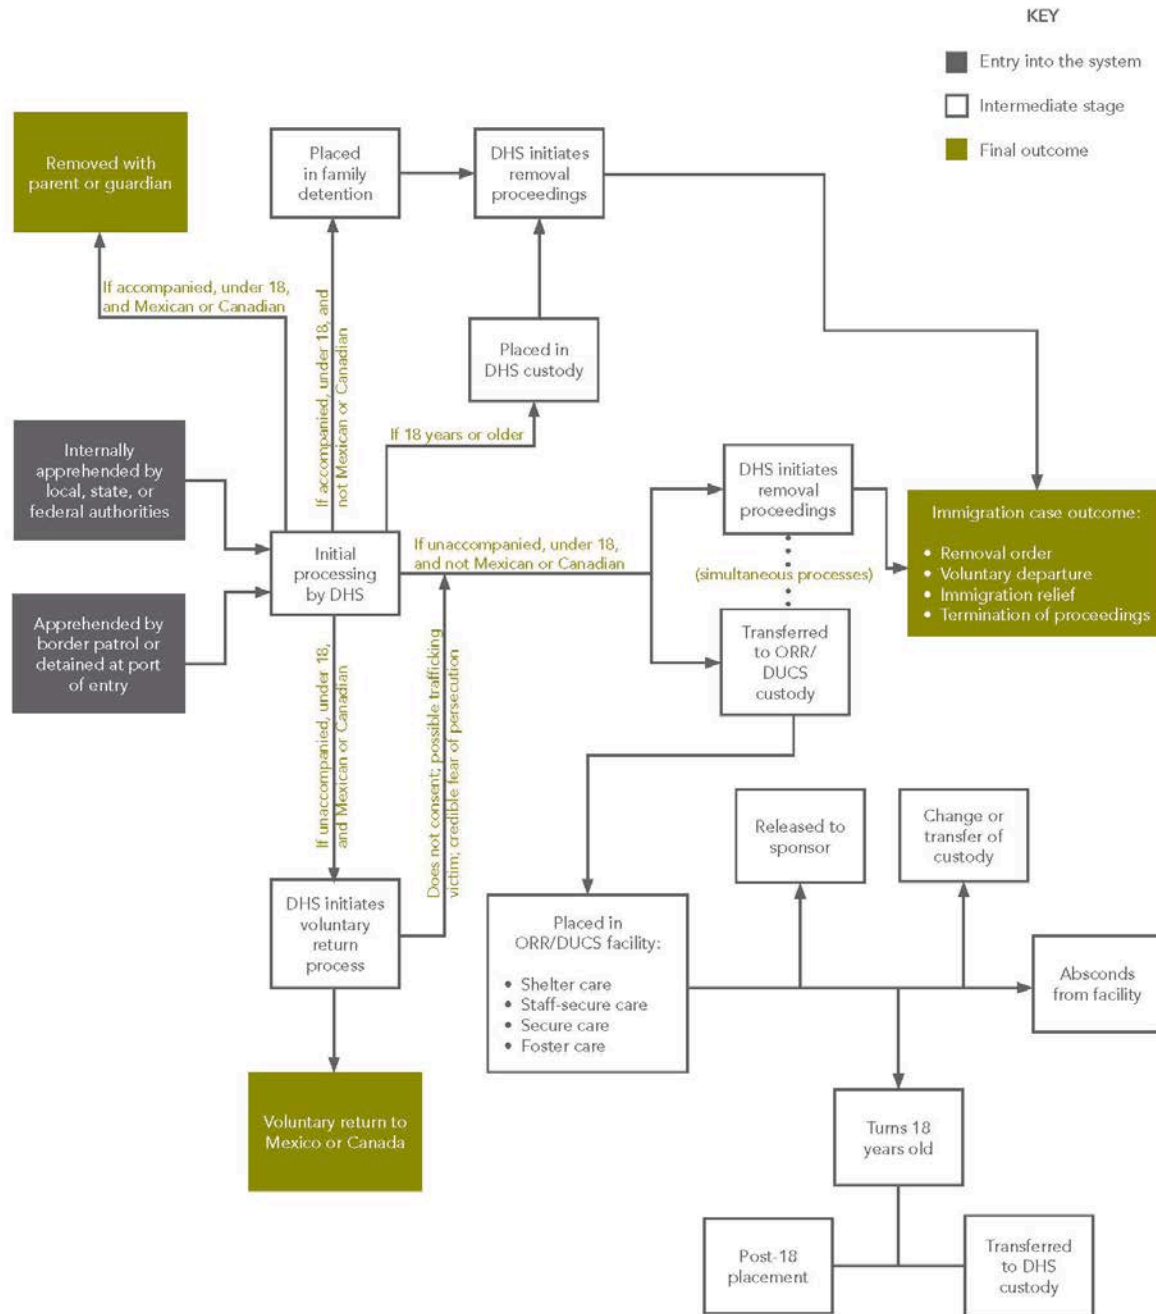 KEY
Entry into the system
Intermediate stage
Final outcome
Removed with
parent or guardian
Placed
in family
detention
DHS initiates
removal
proceedings
If accompanied, under 18,
and Mexican or Canadian
If accompanied, under 18, and
not Mexican or Canadian
Placed in
DHS custody
If 18 years or older
Internally
apprehended by
local, state, or
federal authorities
Apprehended by
border patrol or
detained at port
of entry
Initial
processing
by DHS
If unaccompanied, under 18,
and not Mexican or Canadian
DHS initiates
removal
proceedings
(simultaneous processes)
Transferred
to ORR/
DUCS
custody
Immigration case outcome:
• Removal order
• Voluntary departure
• Immigration relief
• Termination of proceedings
If unaccompanied, under 18,
and Mexican or Canadian
Does not consent; possible trafficking
victim; credible fear of persecution
DHS initiates
voluntary
return
process
Voluntary return to
Mexico or Canada
Placed in
ORR/DUCS facility:
• Shelter care
• Staff-secure care
• Secure care
• Foster care
Released to
sponsor
Change or
transfer of
custody
Absconds
from facility
Turns 18
years old
Post-18
placement
Transferred
to DHS
custody